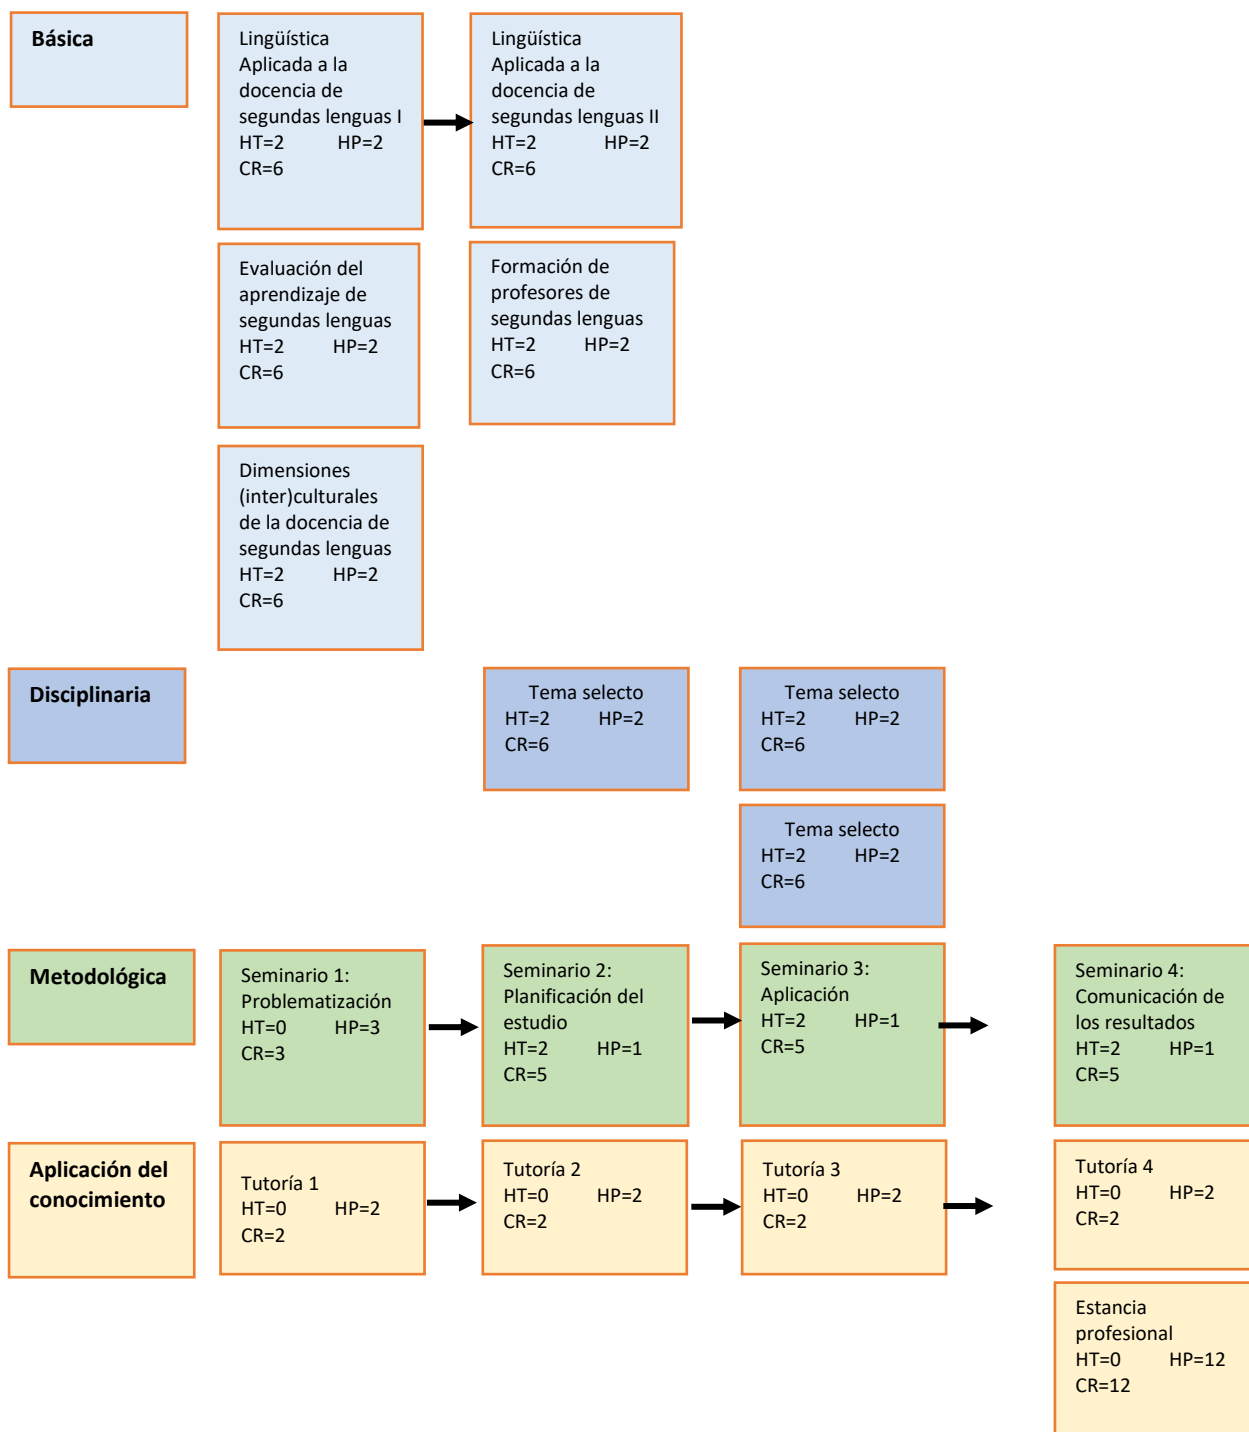 Básica
Lingüística
Aplicada a la
docencia de
segundas lenguas I
HT=2 HP=2
CR=6
Lingüística
Aplicada a la
docencia de
segundas lenguas II
HT=2 HP=2
CR=6
Evaluación del
aprendizaje de
segundas lenguas
HT=2 HP=2
CR=6
Formación de
profesores de
segundas lenguas
HT=2 HP=2
CR=6
Dimensiones
(inter)culturales
de la docencia de
segundas lenguas
HT=2 HP=2
CR=6
Disciplinaria
Tema selecto
HT=2 HP=2
CR=6
Tema selecto
HT=2 HP=2
CR=6
Tema selecto
HT=2 HP=2
CR=6
Metodológica
Seminario 1:
Problematización
HT=0 HP=3
CR=3
Seminario 2:
Planificación del
estudio
HT=2 HP=1
CR=5
Seminario 3:
Aplicación
HT=2 HP=1
CR=5
Seminario 4:
Comunicación de
los resultados
HT=2 HP=1
CR=5
Aplicación del
conocimiento
Tutoría 1
HT=0 HP=2
CR=2
Tutoría 2
HT=0 HP=2
CR=2
Tutoría 3
HT=0 HP=2
CR=2
Tutoría 4
HT=0 HP=2
CR=2
Estancia
profesional
HT=0 HP=12
CR=12